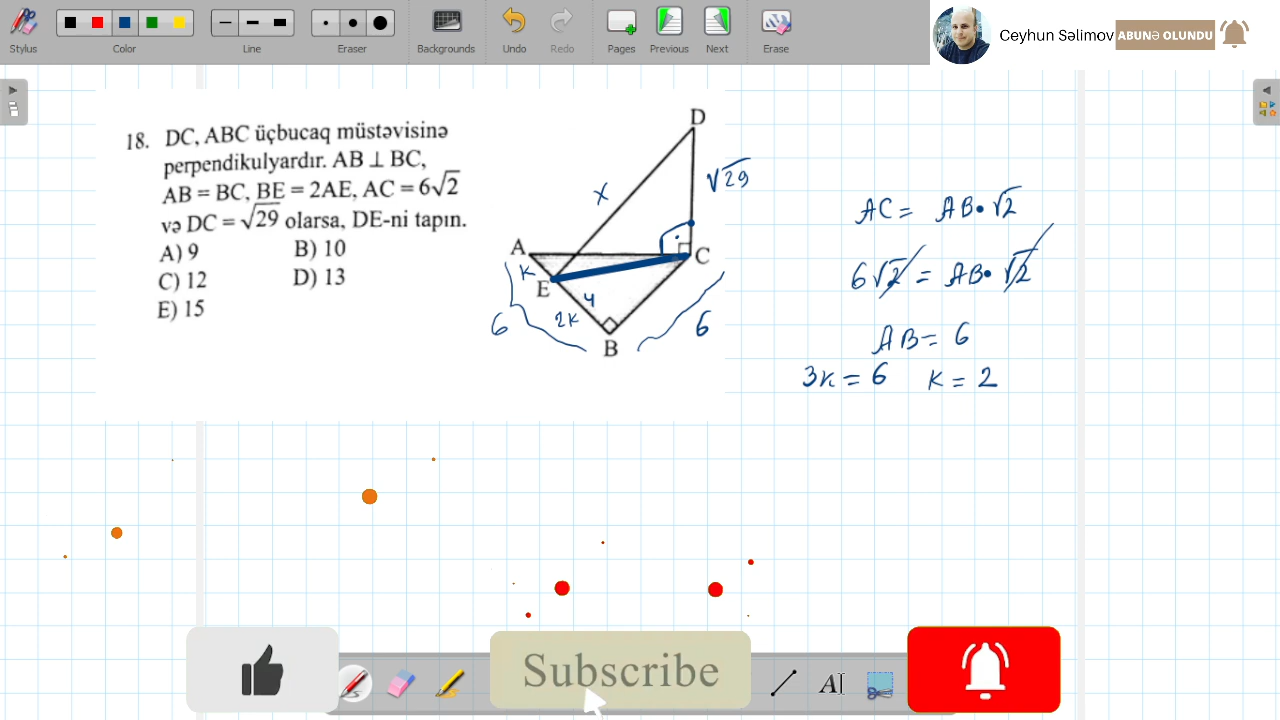 Stylus
Color
Line
Eraser
Backgrounds
Undo
Redo
Pages
Previous
Next
Erase
Ceyhun Səlimov
ABUNƏ OLUNDU
18. DC, ABC üçbucaq müstəvisinə
perpendikulyardır. AB ⊥ BC,
AB = BC, BE = 2AE, AC = 6√2
və DC = √29 olarsa, DE-ni tapın.
A) 9 B) 10
C) 12 D) 13
E) 15
D
√29
x
A
C
K
E
4
2K
6
6
B
AC = AB•√2
6√2 = AB•√2
AB = 6
3K = 6 K = 2
Subscribe
A